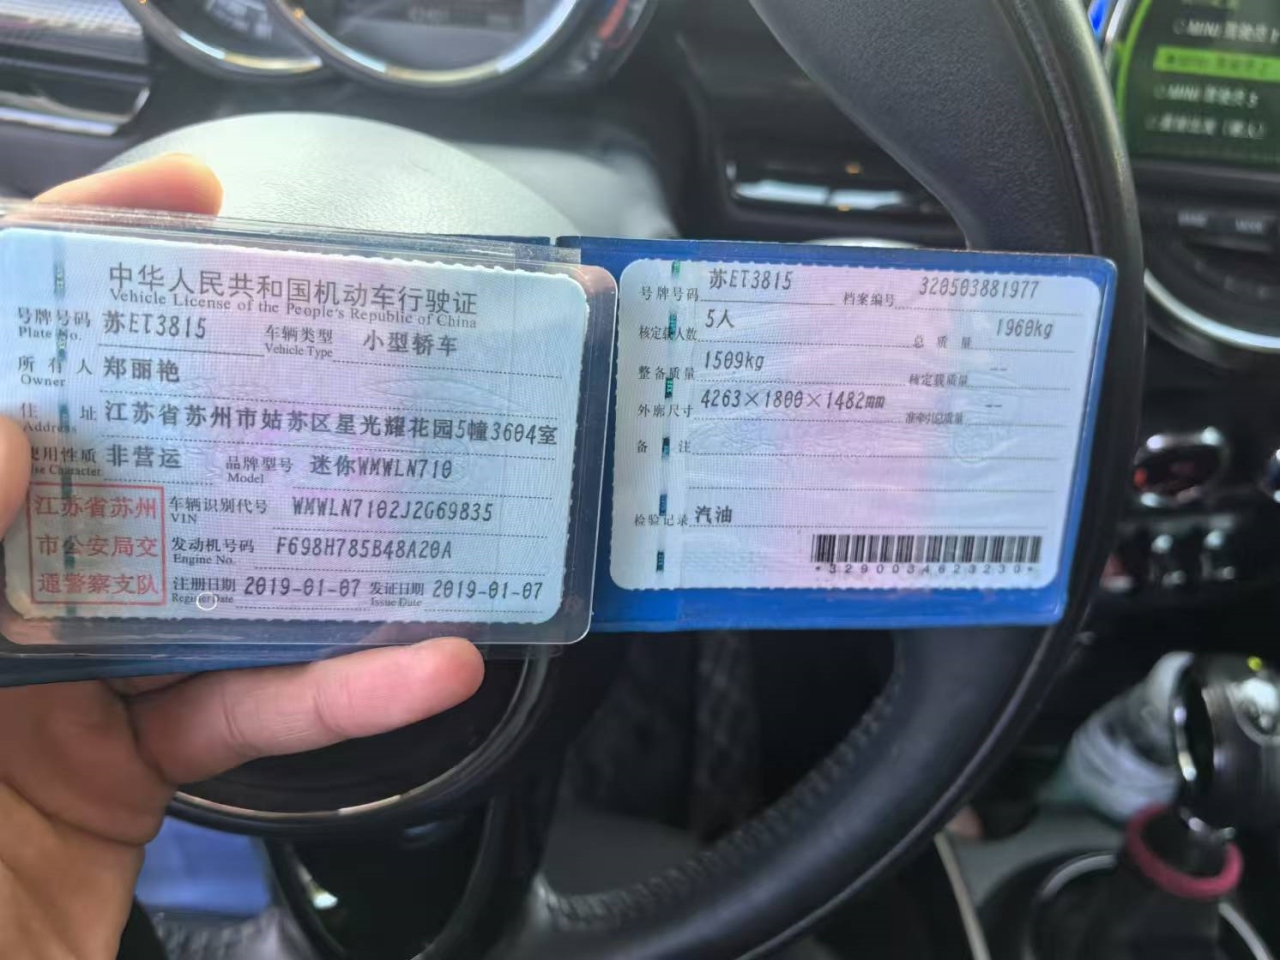 中华人民共和国机动车行驶证
Vehicle License of the People's Republic of China
号牌号码 苏ET3815 车辆类型 小型轿车
Plate No. Vehicle Type
所有人 郑丽艳
Owner
住址 江苏省苏州市姑苏区星光耀花园5幢3604室
Address
使用性质 非营运 品牌型号 迷你WMWLN710
Use Character Model
江苏省苏州
市公安局交
通警察支队
车辆识别代号 WMWLN7102J2G69835
VIN
发动机号码 F698H785B48A20A
Engine No.
注册日期 2019-01-07 发证日期 2019-01-07
Register Date Issue Date
号牌号码 苏ET3815 档案编号 320503881977
核定载人数 5人 总质量 1960kg
整备质量 1509kg 核定载质量 --
外廓尺寸 4263×1800×1482mm 准牵引总质量 --
备注
检验记录 汽油
*3290034623230*
MINI
MINI